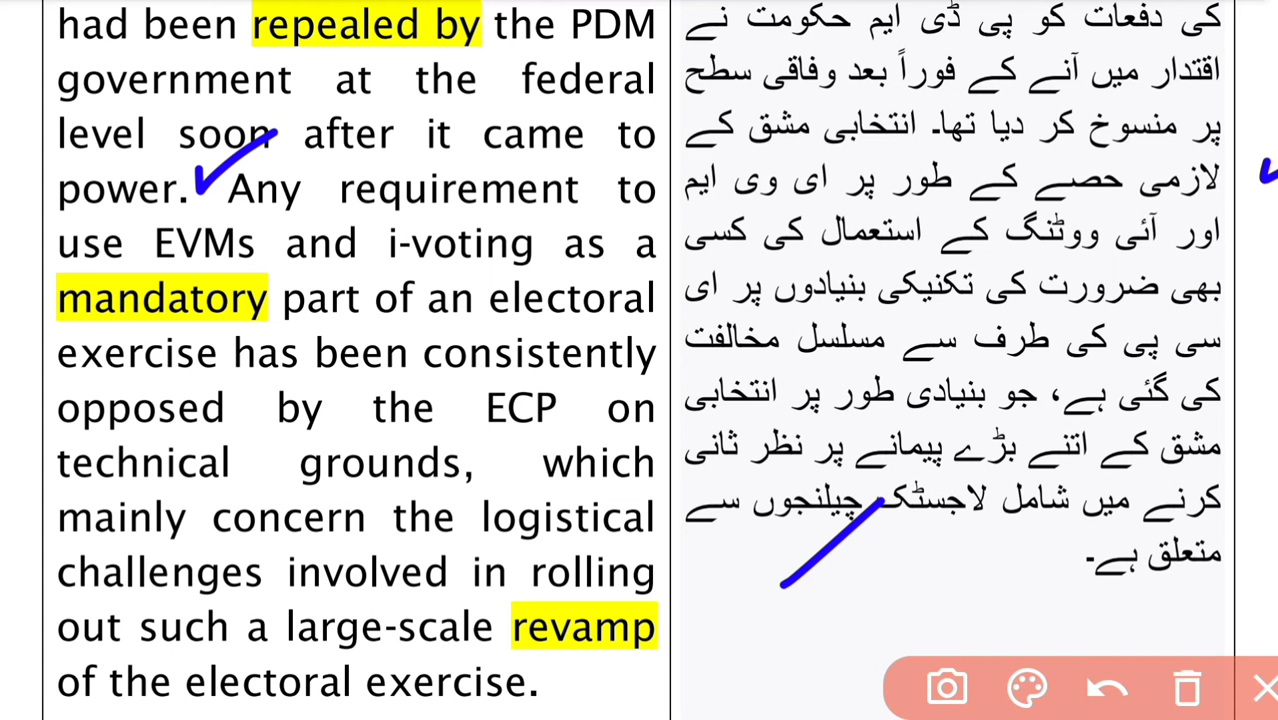 had been repealed by the PDM
government at the federal
level soon after it came to
power. Any requirement to
use EVMs and i-voting as a
mandatory part of an electoral
exercise has been consistently
opposed by the ECP on
technical grounds, which
mainly concern the logistical
challenges involved in rolling
out such a large-scale revamp
of the electoral exercise.
کی دفعات کو پی ڈی ایم حکومت نے
اقتدار میں آنے کے فوراً بعد وفاقی سطح
پر منسوخ کر دیا تھا۔ انتخابی مشق کے
لازمی حصے کے طور پر ای وی ایم
اور آئی ووٹنگ کے استعمال کی کسی
بھی ضرورت کی تکنیکی بنیادوں پر ای
سی پی کی طرف سے مسلسل مخالفت
کی گئی ہے، جو بنیادی طور پر انتخابی
مشق کے اتنے بڑے پیمانے پر نظر ثانی
کرنے میں شامل لاجسٹک چیلنجوں سے
متعلق ہے۔